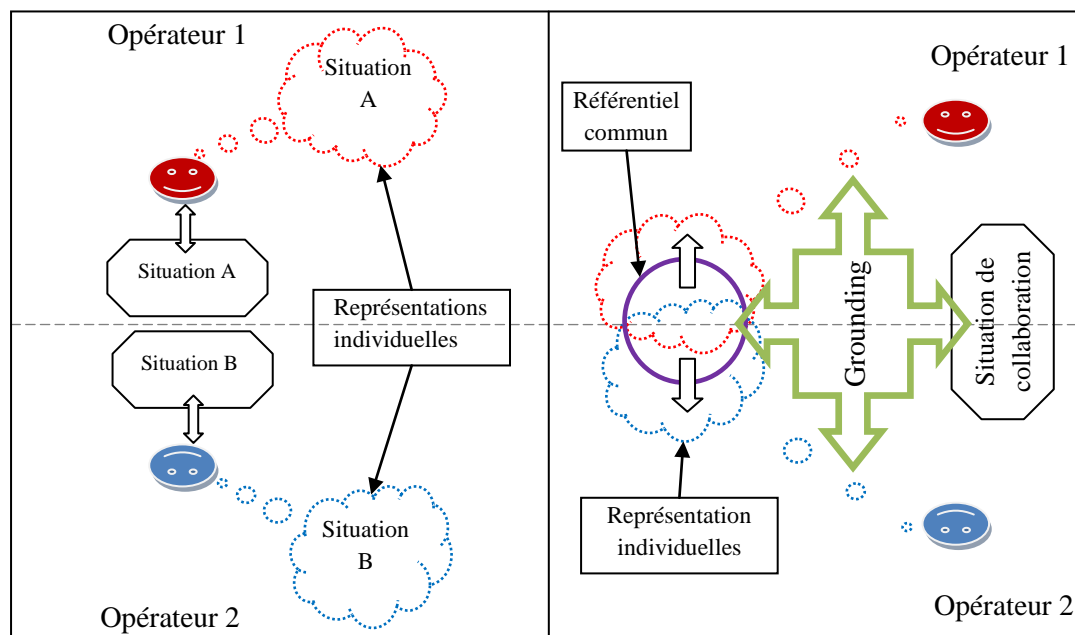 Opérateur 1
Situation
A
Situation A
Représentations
individuelles
Situation B
Situation
B
Opérateur 2
Opérateur 1
Référentiel
commun
Grounding
Situation de
collaboration
Représentation
individuelles
Opérateur 2